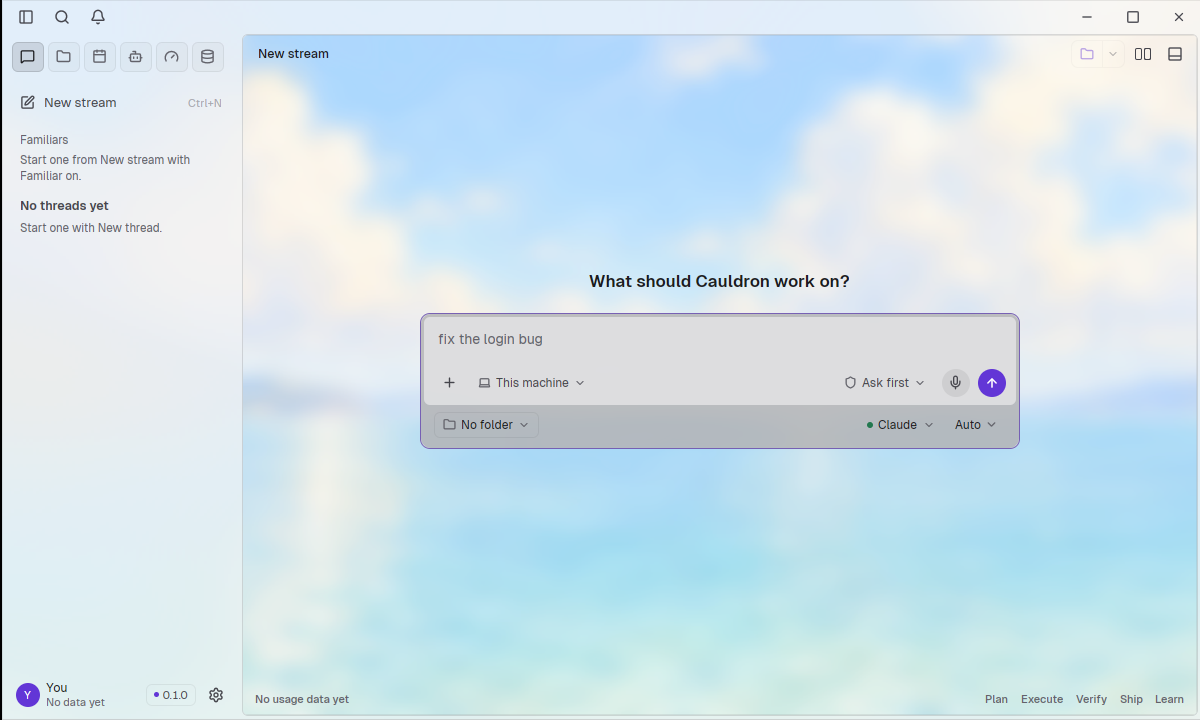 New stream
New stream Ctrl+N
Familiars
Start one from New stream with
Familiar on.
No threads yet
Start one with New thread.
What should Cauldron work on?
fix the login bug
This machine
Ask first
No folder
Claude
Auto
Y
You
No data yet
0.1.0
No usage data yet
Plan Execute Verify Ship Learn